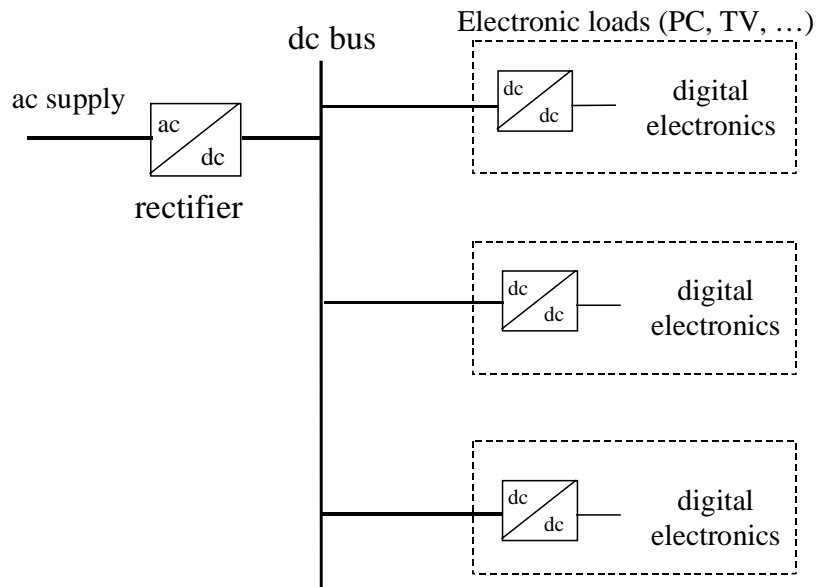 Electronic loads (PC, TV, …)
dc bus
ac supply
ac
dc
rectifier
dc
dc
digital
electronics
dc
dc
digital
electronics
dc
dc
digital
electronics